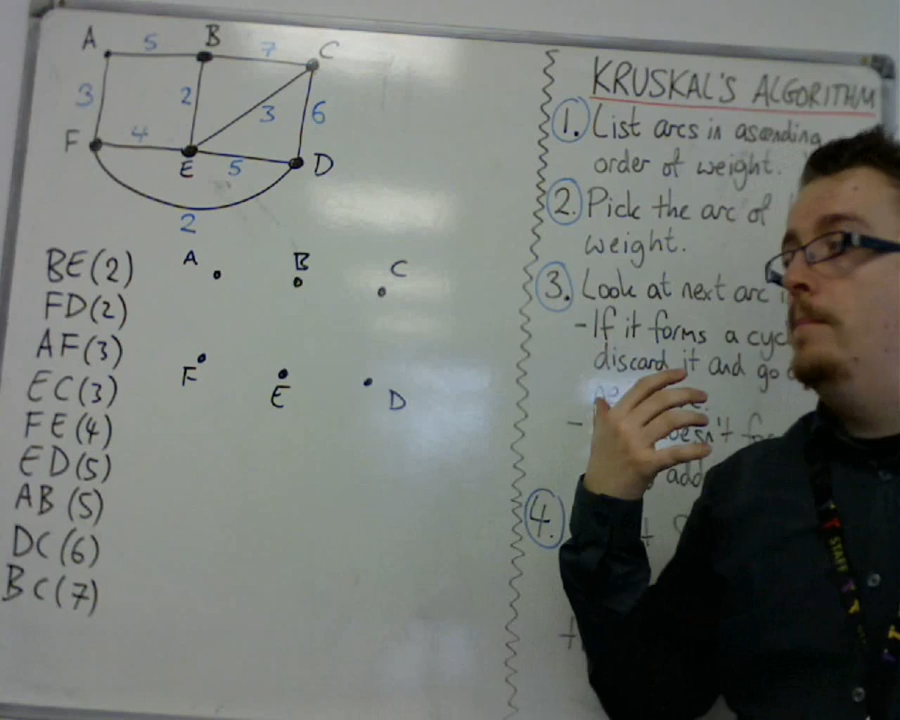 A 5 B 7 C
3 2 3 6
F 4 E 5 D
2
KRUSKAL'S ALGORITHM
1. List arcs in ascending
order of weight.
2. Pick the arc of
weight.
3. Look at next arc
- If it forms a
discard it and go
-
4.
BE(2)
FD(2)
AF(3)
EC(3)
FE(4)
ED(5)
AB(5)
DC(6)
BC(7)
A B C
F E D
STAFF